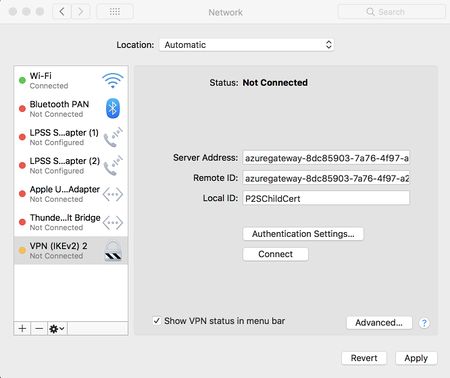 Network
Search
Location: Automatic
Wi-Fi
Connected
Bluetooth PAN
Not Connected
LPSS S...apter (1)
Not Configured
LPSS S...apter (2)
Not Configured
Apple U...Adapter
Not Connected
Thunde...lt Bridge
Not Connected
VPN (IKEv2) 2
Not Connected
Status: Not Connected
Server Address: azuregateway-8dc85903-7a76-4f97-a
Remote ID: azuregateway-8dc85903-7a76-4f97-a2
Local ID: P2SChildCert
Authentication Settings...
Connect
Show VPN status in menu bar
Advanced...
?
Revert
Apply